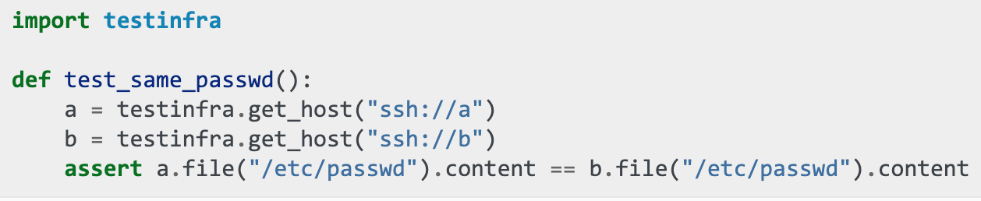 import testinfra

def test_same_passwd():
    a = testinfra.get_host("ssh://a")
    b = testinfra.get_host("ssh://b")
    assert a.file("/etc/passwd").content == b.file("/etc/passwd").content